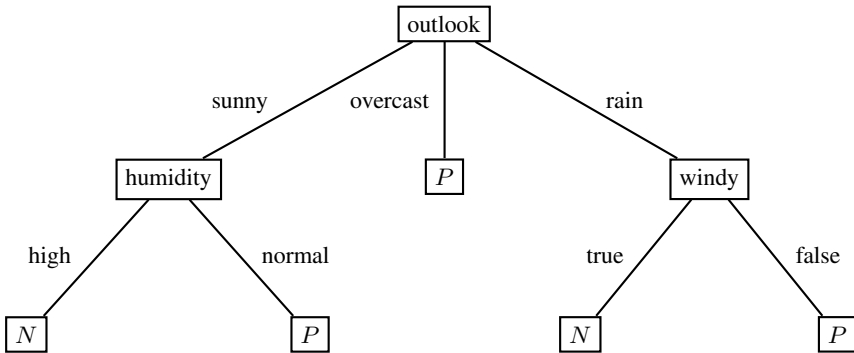 outlook
sunny
overcast
rain
humidity
P
windy
high
normal
true
false
N
P
N
P